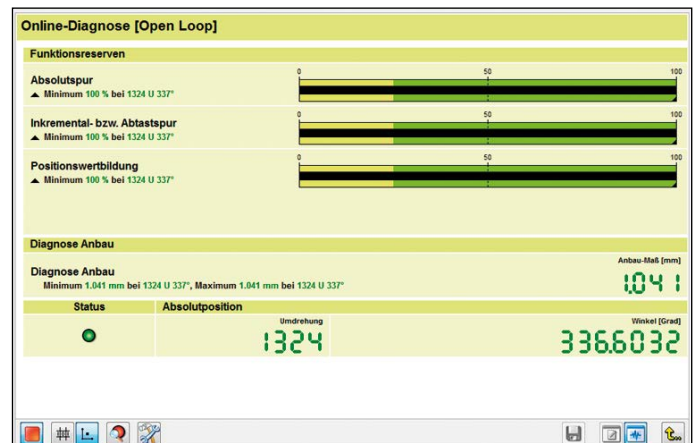 Online-Diagnose [Open Loop]
Funktionsreserven
Absolutspur
Minimum 100 % bei 1324 U 337°
0 50 100
Inkremental- bzw. Abtastspur
Minimum 100 % bei 1324 U 337°
0 50 100
Positionswertbildung
Minimum 100 % bei 1324 U 337°
0 50 100
Diagnose Anbau
Diagnose Anbau
Minimum 1.041 mm bei 1324 U 337°, Maximum 1.041 mm bei 1324 U 337°
Anbau-Maß [mm]
1.041
Status Absolutposition
Umdrehung
1324
Winkel [Grad]
336.6032